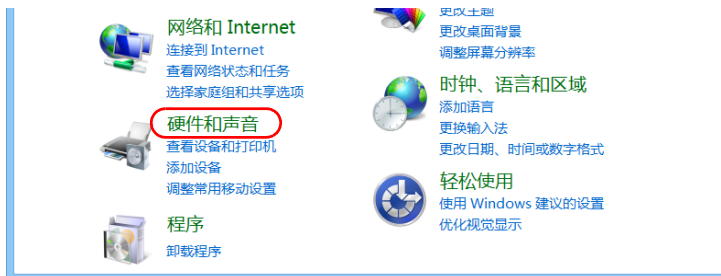 网络和 Internet
连接到 Internet
查看网络状态和任务
选择家庭组和共享选项
硬件和声音
查看设备和打印机
添加设备
调整常用移动设置
程序
卸载程序
更改主题
更改桌面背景
调整屏幕分辨率
时钟、语言和区域
添加语言
更换输入法
更改日期、时间或数字格式
轻松使用
使用 Windows 建议的设置
优化视觉显示